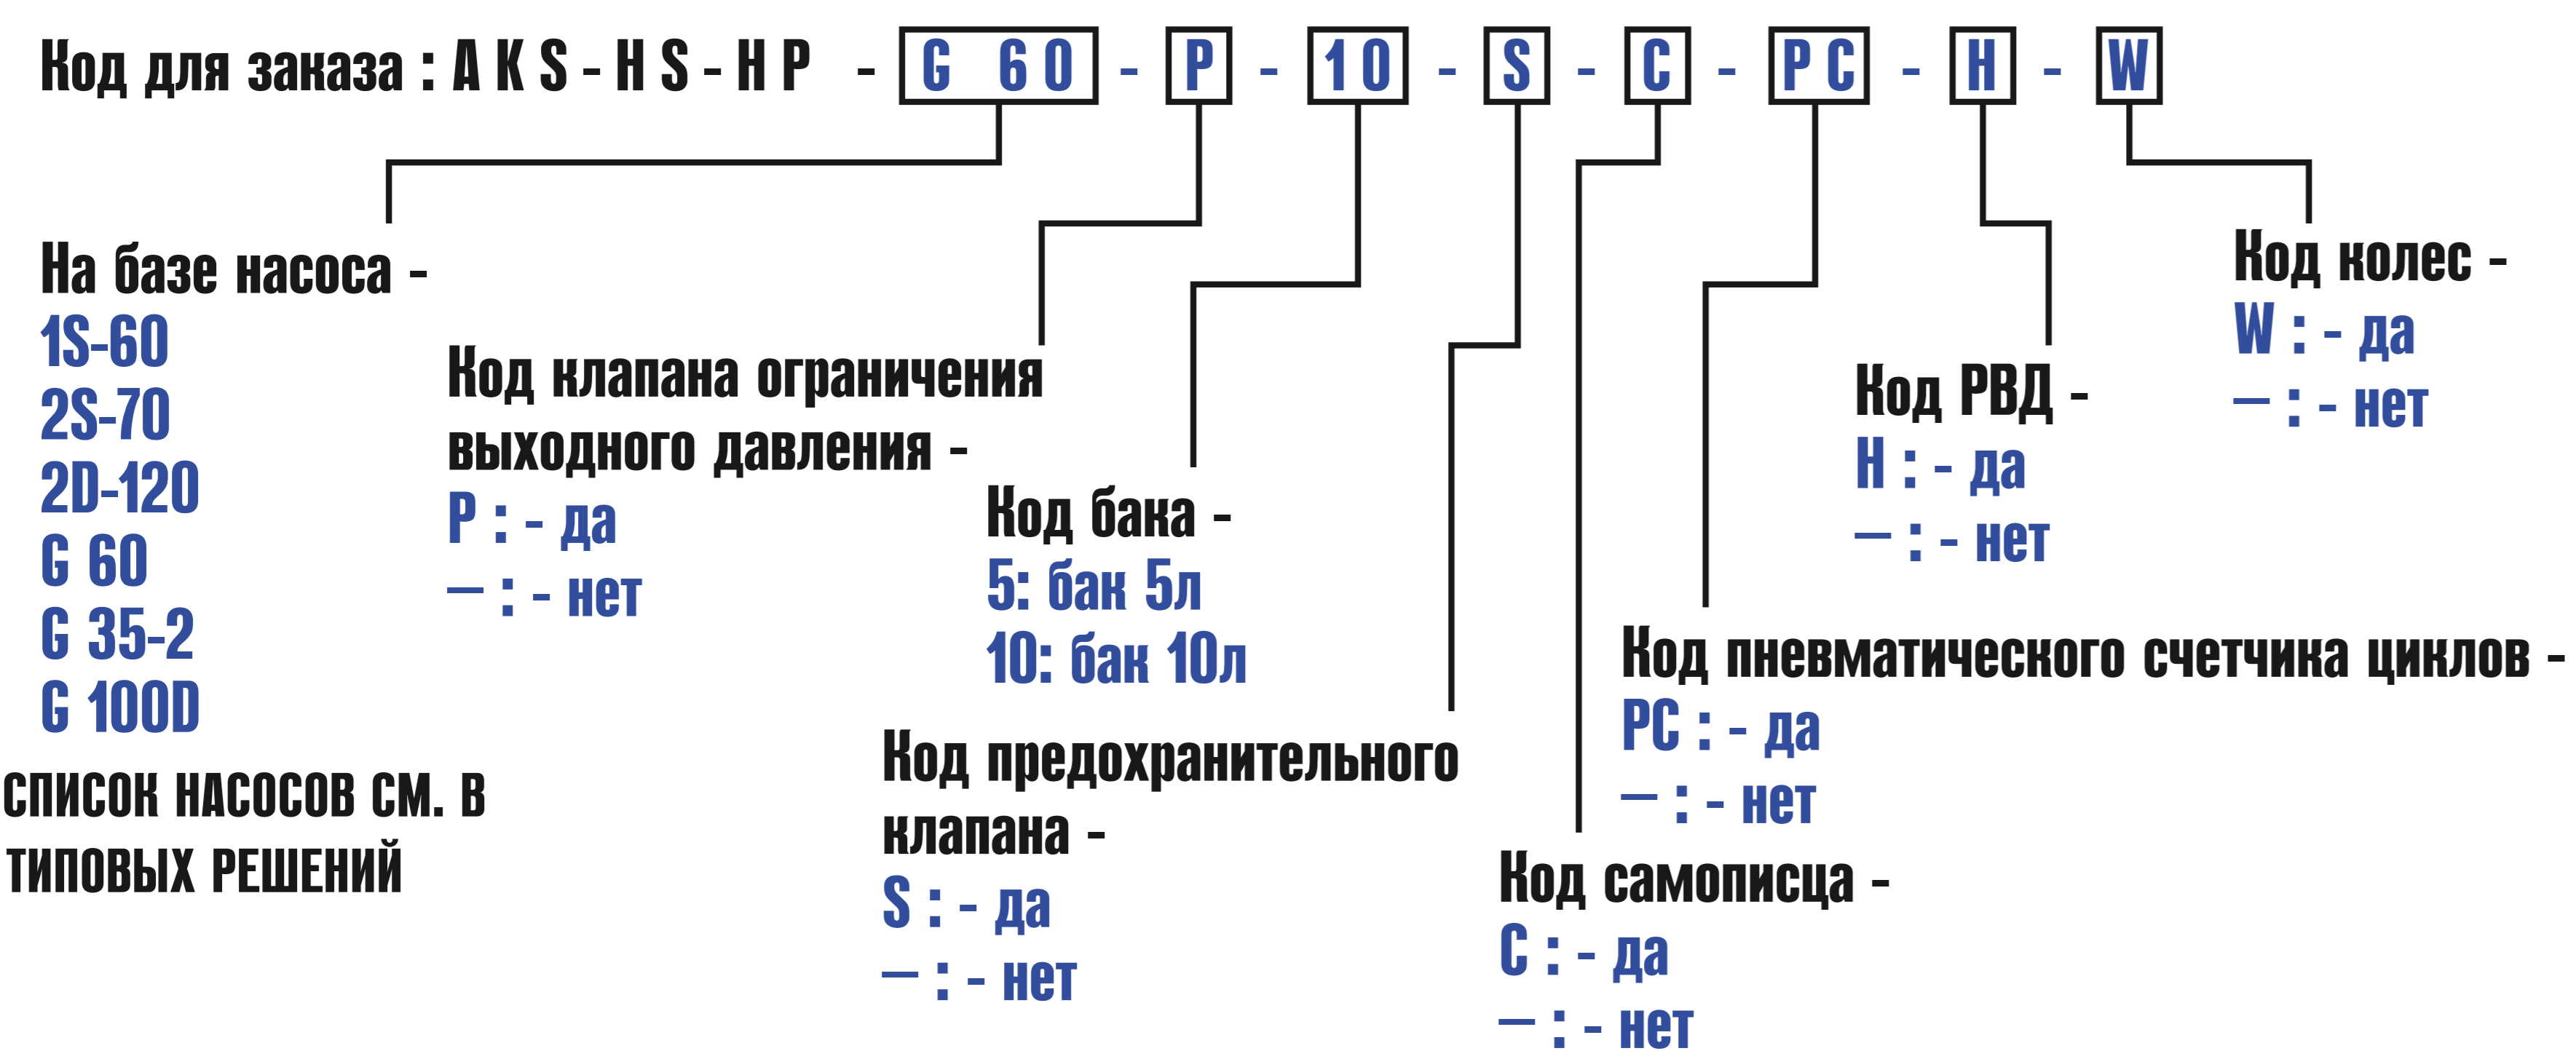 Код для заказа : AKS-HS-HP - G 60 - P - 10 - S - C - PC - H - W
На базе насоса -
1S-60
2S-70
2D-120
G 60
G 35-2
G 100D
СПИСОК НАСОСОВ СМ. В
ТИПОВЫХ РЕШЕНИЙ
Код клапана ограничения
выходного давления -
P : - да
— : - нет
Код бака -
5: бак 5л
10: бак 10л
Код предохранительного
клапана -
S : - да
— : - нет
Код самописца -
C : - да
— : - нет
Код пневматического счетчика циклов -
PC : - да
— : - нет
Код РВД -
H : - да
— : - нет
Код колес -
W : - да
— : - нет